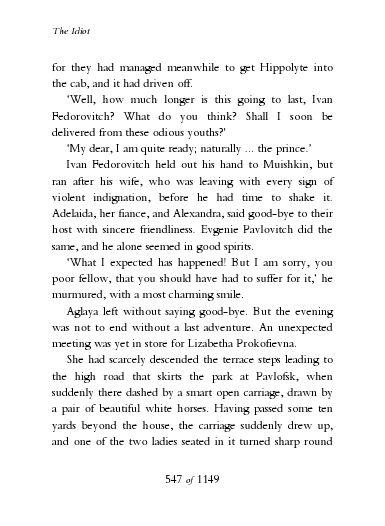 The Idiot
for they had managed meanwhile to get Hippolyte into
the cab, and it had driven off.
'Well, how much longer is this going to last, Ivan
Fedorovitch? What do you think? Shall I soon be
delivered from these odious youths?'
'My dear, I am quite ready; naturally ... the prince.'
Ivan Fedorovitch held out his hand to Muishkin, but
ran after his wife, who was leaving with every sign of
violent indignation, before he had time to shake it.
Adelaida, her fiance, and Alexandra, said good-bye to their
host with sincere friendliness. Evgenie Pavlovitch did the
same, and he alone seemed in good spirits.
'What I expected has happened! But I am sorry, you
poor fellow, that you should have had to suffer for it,' he
murmured, with a most charming smile.
Aglaya left without saying good-bye. But the evening
was not to end without a last adventure. An unexpected
meeting was yet in store for Lizabetha Prokofievna.
She had scarcely descended the terrace steps leading to
the high road that skirts the park at Pavlofsk, when
suddenly there dashed by a smart open carriage, drawn by
a pair of beautiful white horses. Having passed some ten
yards beyond the house, the carriage suddenly drew up,
and one of the two ladies seated in it turned sharp round
547 of 1149